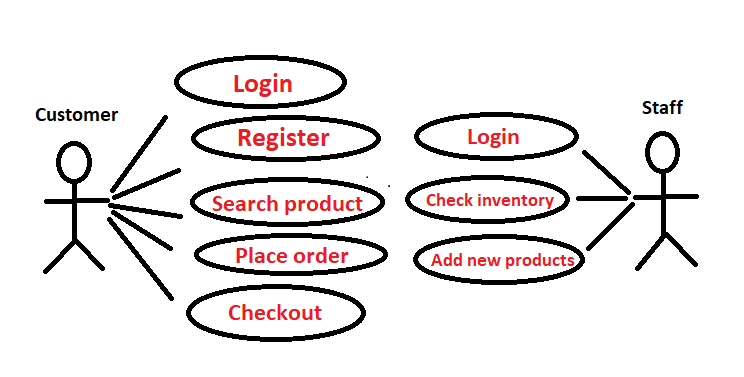 Login
Customer
Staff
Register
Login
Search product
Check inventory
Place order
Add new products
Checkout